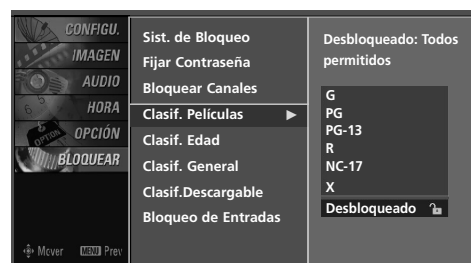 CONFIGU.
IMAGEN
AUDIO
HORA
OPCIÓN
BLOQUEAR
Mover MENU Prev
Sist. de Bloqueo
Fijar Contraseña
Bloquear Canales
Clasif. Películas ▶
Clasif. Edad
Clasif. General
Clasif.Descargable
Bloqueo de Entradas
Desbloqueado: Todos
permitidos
G
PG
PG-13
R
NC-17
X
Desbloqueado